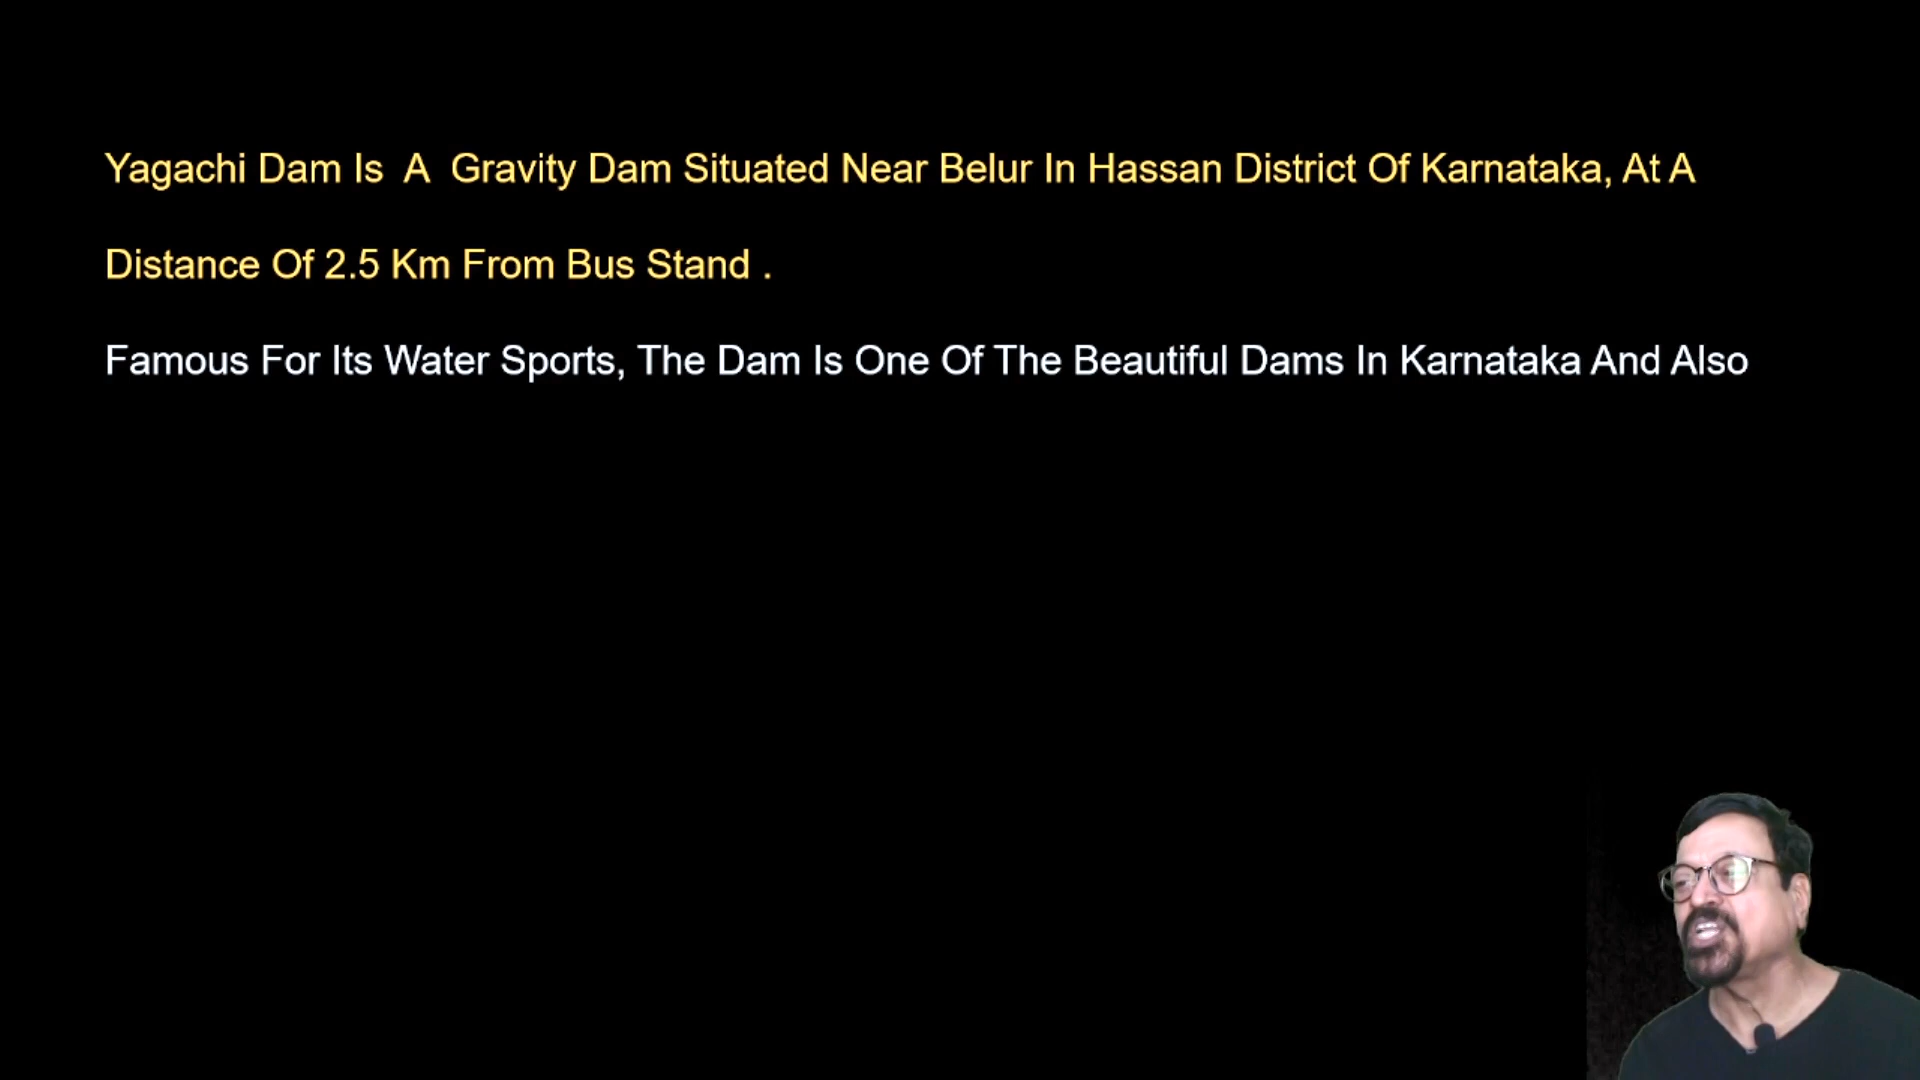 Yagachi Dam Is  A  Gravity Dam Situated Near Belur In Hassan District Of Karnataka, At A
Distance Of 2.5 Km From Bus Stand .
Famous For Its Water Sports, The Dam Is One Of The Beautiful Dams In Karnataka And Also